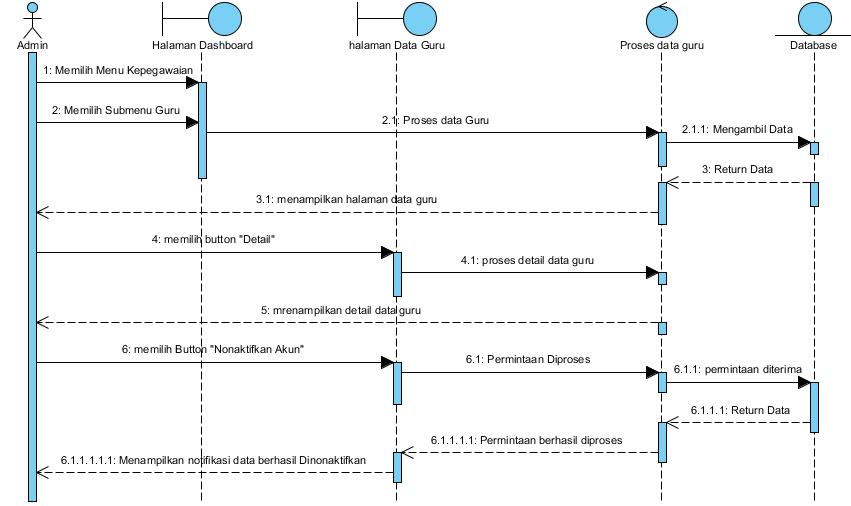 Admin
Halaman Dashboard
halaman Data Guru
Proses data guru
Database
1: Memilih Menu Kepegawaian
2: Memilih Submenu Guru
2.1: Proses data Guru
2.1.1: Mengambil Data
3: Return Data
3.1: menampilkan halaman data guru
4: memilih button "Detail"
4.1: proses detail data guru
5: mrenampilkan detail data guru
6: memilih Button "Nonaktifkan Akun"
6.1: Permintaan Diproses
6.1.1: permintaan diterima
6.1.1.1: Return Data
6.1.1.1.1: Permintaan berhasil diproses
6.1.1.1.1.1: Menampilkan notifikasi data berhasil Dinonaktifkan